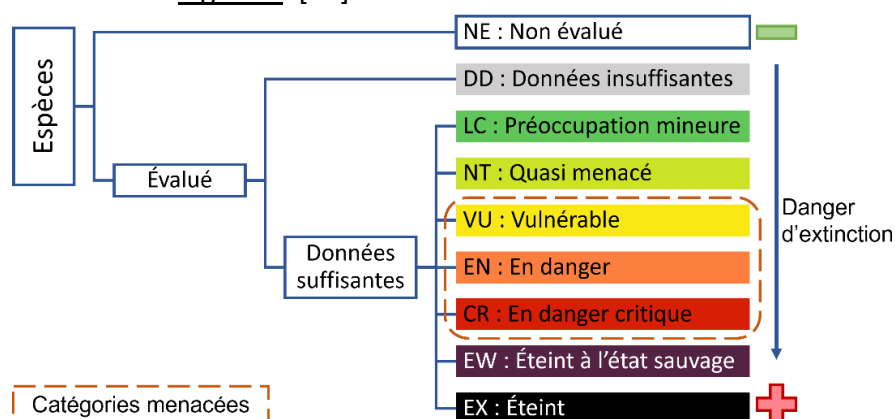 NE : Non évalué
DD : Données insuffisantes
Espèces
LC : Préoccupation mineure
Évalué
NT : Quasi menacé
VU : Vulnérable
Danger
d'extinction
Données
suffisantes
EN : En danger
CR : En danger critique
EW : Éteint à l'état sauvage
Catégories menacées
EX : Éteint